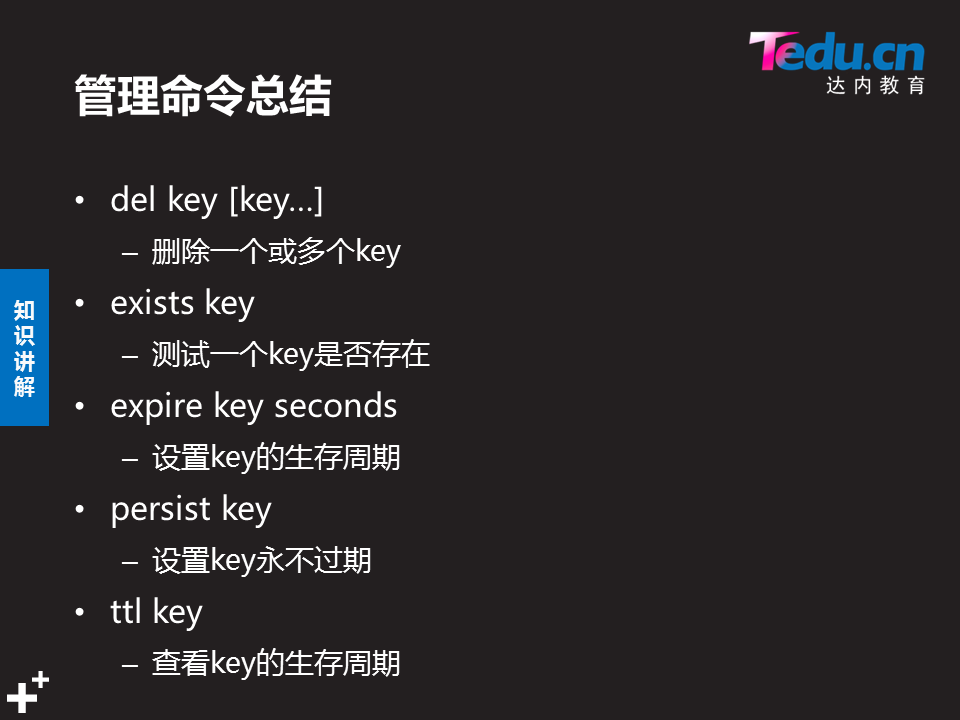 Tedu.cn
达内教育
管理命令总结
• del key [key…]
– 删除一个或多个key
• exists key
– 测试一个key是否存在
• expire key seconds
– 设置key的生存周期
• persist key
– 设置key永不过期
• ttl key
– 查看key的生存周期
知识讲解